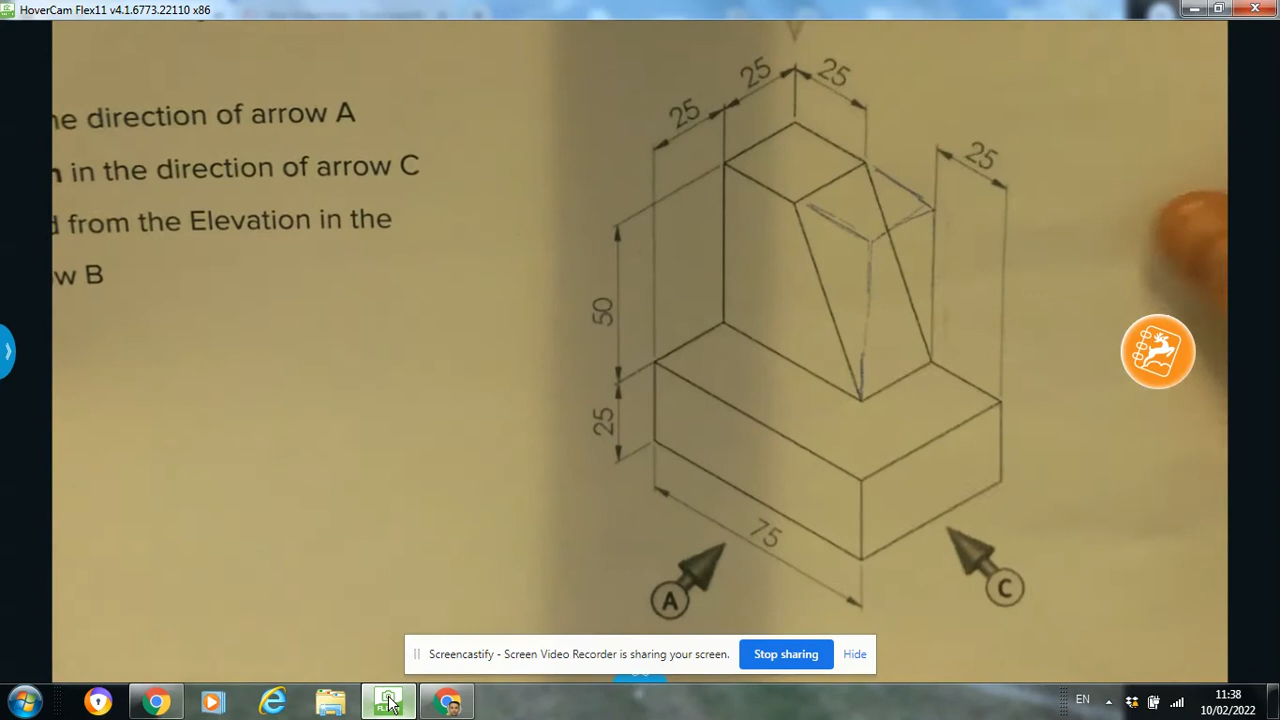 HoverCam Flex11 v4.1.6773.22110 x86
he direction of arrow A
n in the direction of arrow C
d from the Elevation in the
ow B
25
25
25
25
50
25
75
A
C
Screencastify - Screen Video Recorder is sharing your screen.
Stop sharing
Hide
EN
11:38
10/02/2022